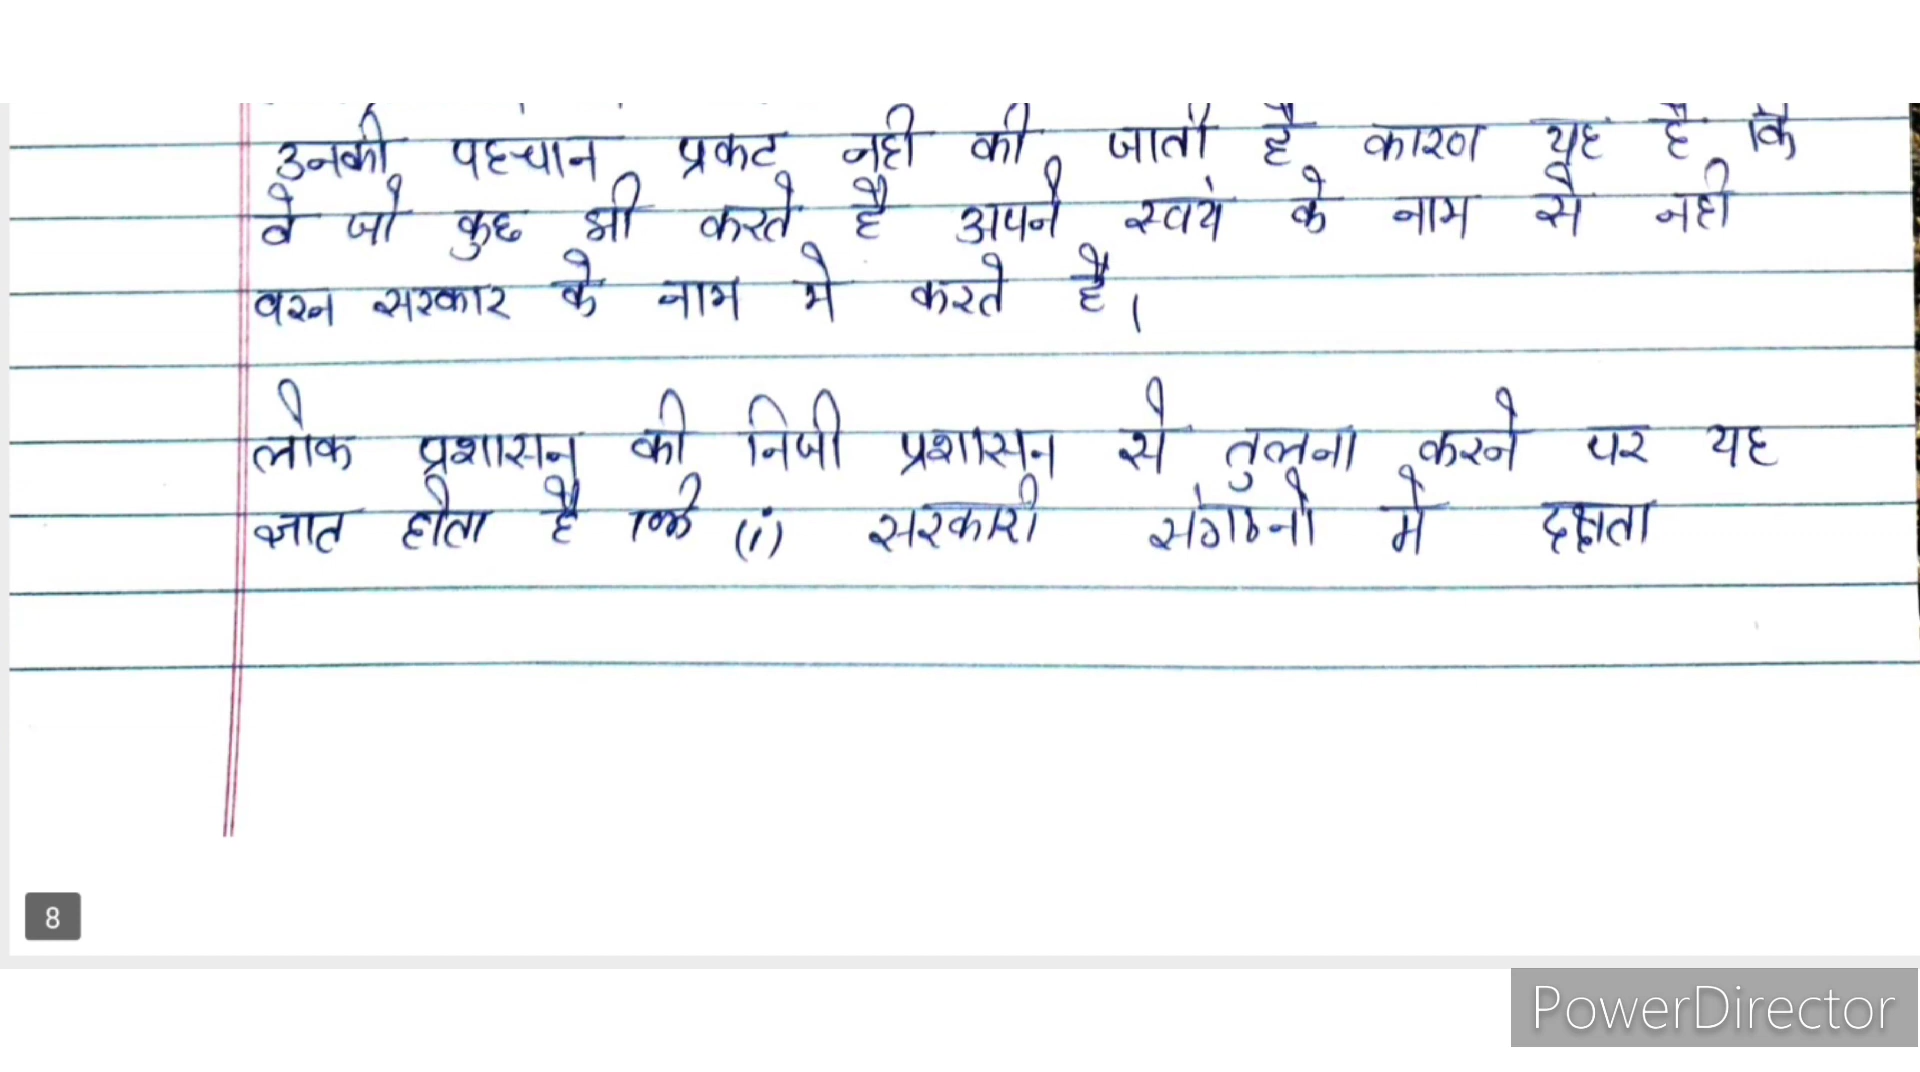 उनकी पहचान प्रकट नही की जाती है कारण यह है कि
वे जो कुछ भी करते है अपने स्वयं के नाम से नही
वरन सरकार के नाम मे करते है।
लोक प्रशासन की निजी प्रशासन से तुलना करने पर यह
ज्ञात होता है कि (i) सरकारी संगठनो मे दक्षता
8
PowerDirector